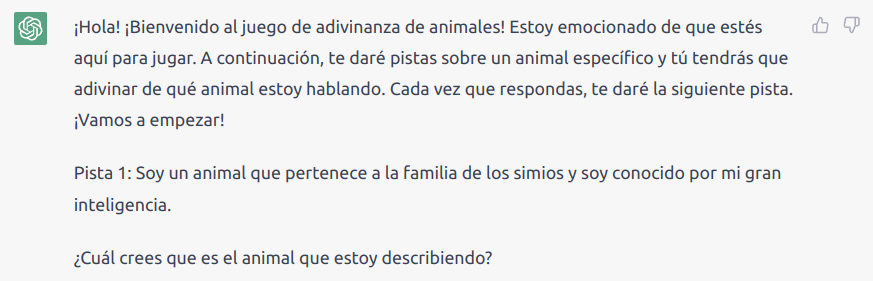 ¡Hola! ¡Bienvenido al juego de adivinanza de animales! Estoy emocionado de que estés
aquí para jugar. A continuación, te daré pistas sobre un animal específico y tú tendrás que
adivinar de qué animal estoy hablando. Cada vez que respondas, te daré la siguiente pista.
¡Vamos a empezar!
Pista 1: Soy un animal que pertenece a la familia de los simios y soy conocido por mi gran
inteligencia.
¿Cuál crees que es el animal que estoy describiendo?